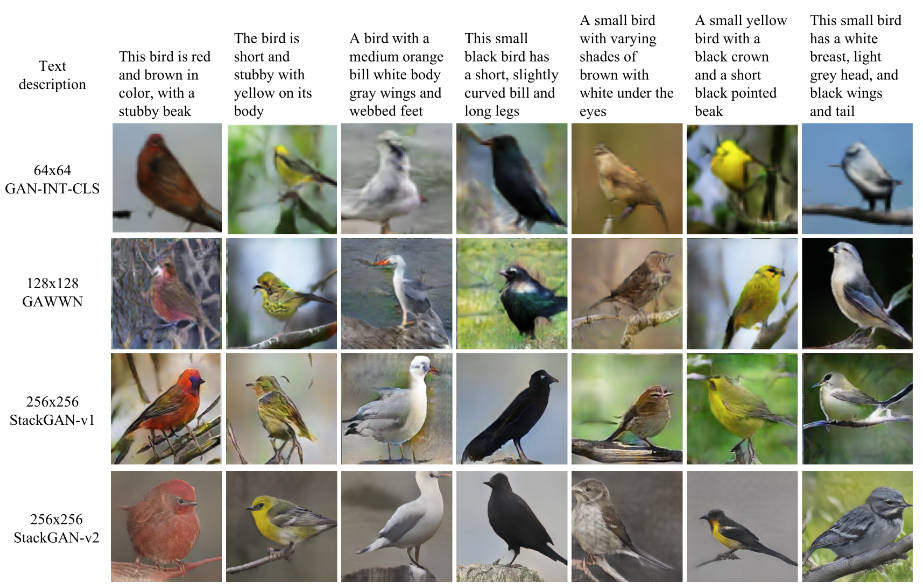 Text
description
This bird is red
and brown in
color, with a
stubby beak
The bird is
short and
stubby with
yellow on its
body
A bird with a
medium orange
bill white body
gray wings and
webbed feet
This small
black bird has
a short, slightly
curved bill and
long legs
A small bird
with varying
shades of
brown with
white under the
eyes
A small yellow
bird with a
black crown
and a short
black pointed
beak
This small bird
has a white
breast, light
grey head, and
black wings
and tail
64x64
GAN-INT-CLS
128x128
GAWWN
256x256
StackGAN-v1
256x256
StackGAN-v2